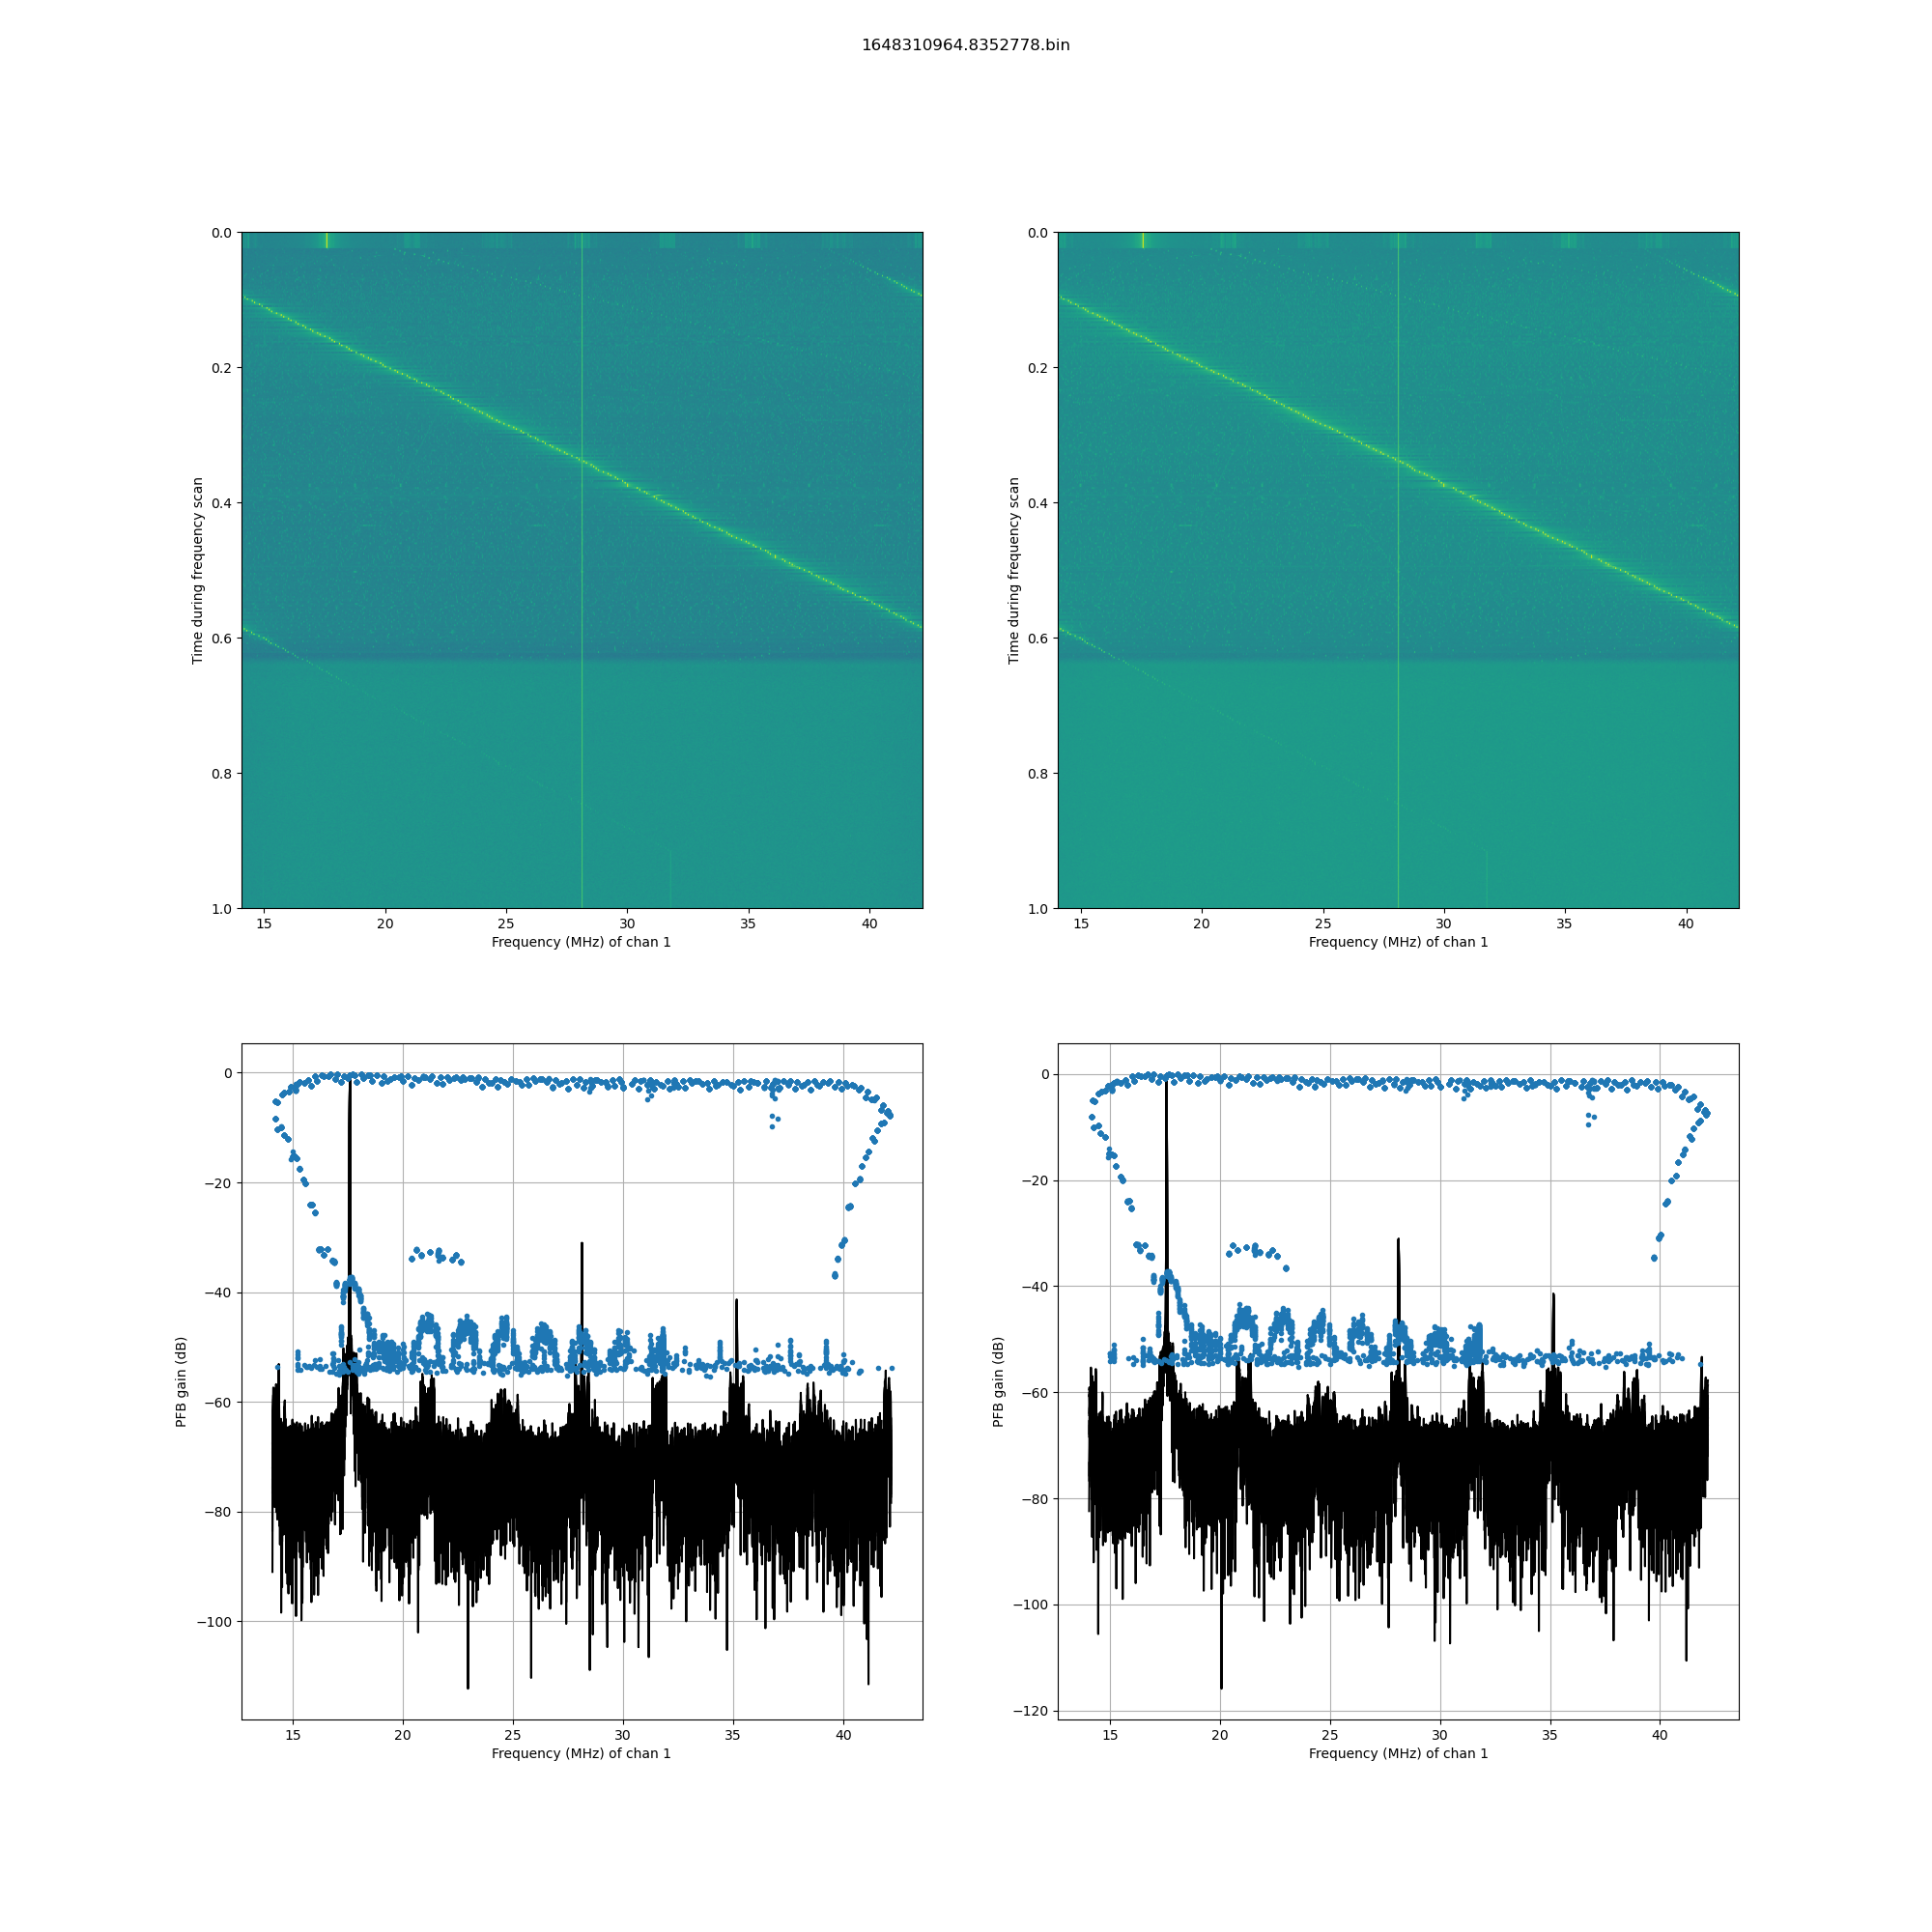 1648310964.8352778.bin
0.0
0.2
0.4
0.6
0.8
1.0
Time during frequency scan
15 20 25 30 35 40
Frequency (MHz) of chan 1
0.0
0.2
0.4
0.6
0.8
1.0
Time during frequency scan
15 20 25 30 35 40
Frequency (MHz) of chan 1
0
−20
−40
−60
−80
−100
PFB gain (dB)
15 20 25 30 35 40
Frequency (MHz) of chan 1
0
−20
−40
−60
−80
−100
−120
PFB gain (dB)
15 20 25 30 35 40
Frequency (MHz) of chan 1